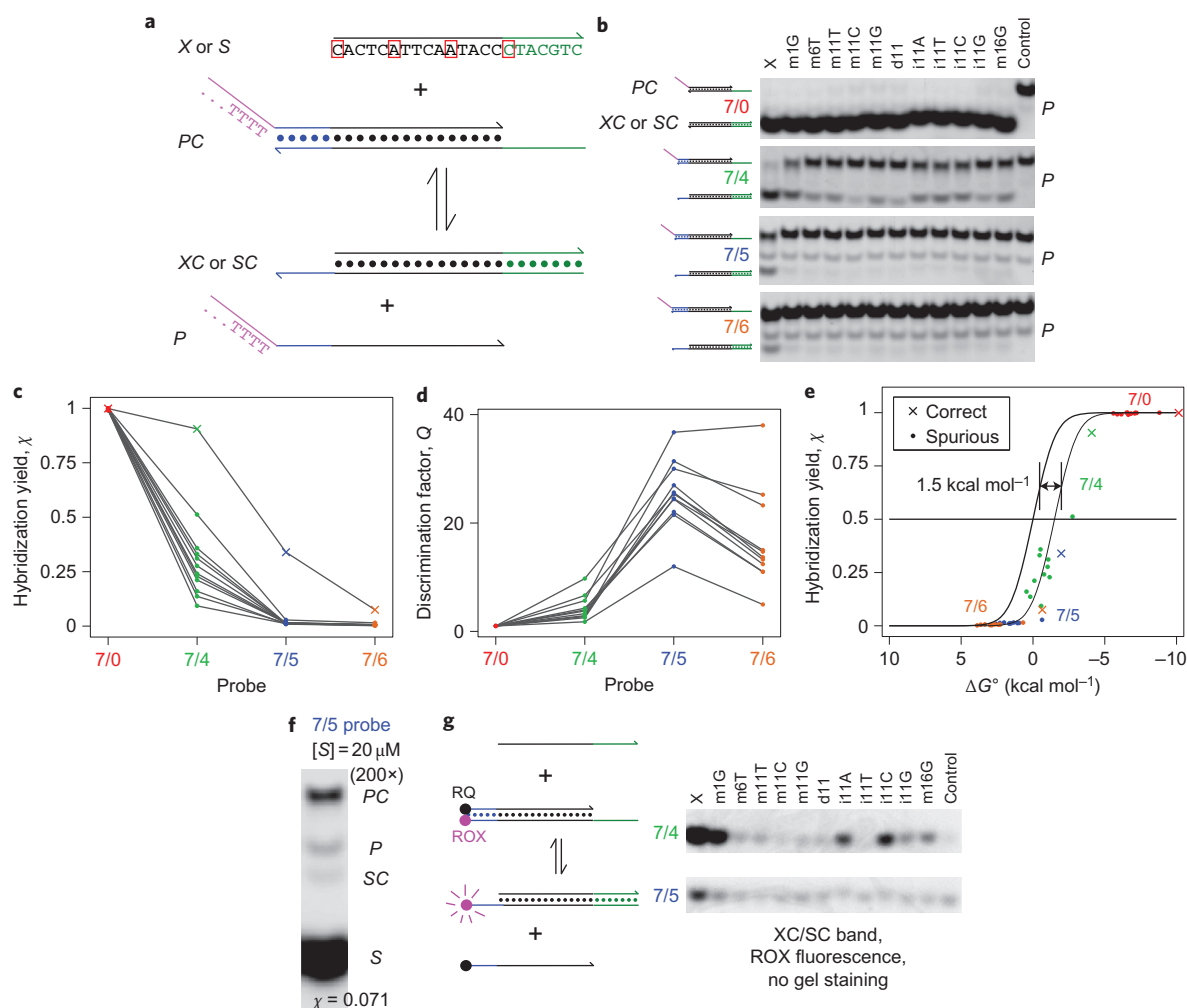 a
X or S
CACTCATTCAATACCCTACGTC
+
...TTTT
PC
XC or SC
+
...TTTT
P
b
X m1G m6T m11T m11C m11G d11 i11A i11T i11C i11G m16G Control
PC
7/0
XC or SC
P
7/4
P
7/5
P
7/6
P
c
Hybridization yield, χ
1
0.75
0.5
0.25
0
7/0 7/4 7/5 7/6
Probe
d
Discrimination factor, Q
40
20
0
7/0 7/4 7/5 7/6
Probe
e
Hybridization yield, χ
1
0.75
0.5
0.25
0
× Correct
• Spurious
7/0
1.5 kcal mol⁻¹
7/4
7/6
7/5
10 5 0 −5 −10
ΔG° (kcal mol⁻¹)
f 7/5 probe
[S] = 20 μM
(200×)
PC
P
SC
S
χ = 0.071
g
+
RQ
ROX
+
X m1G m6T m11T m11C m11G d11 i11A i11T i11C i11G m16G Control
7/4
7/5
XC/SC band,
ROX fluorescence,
no gel staining